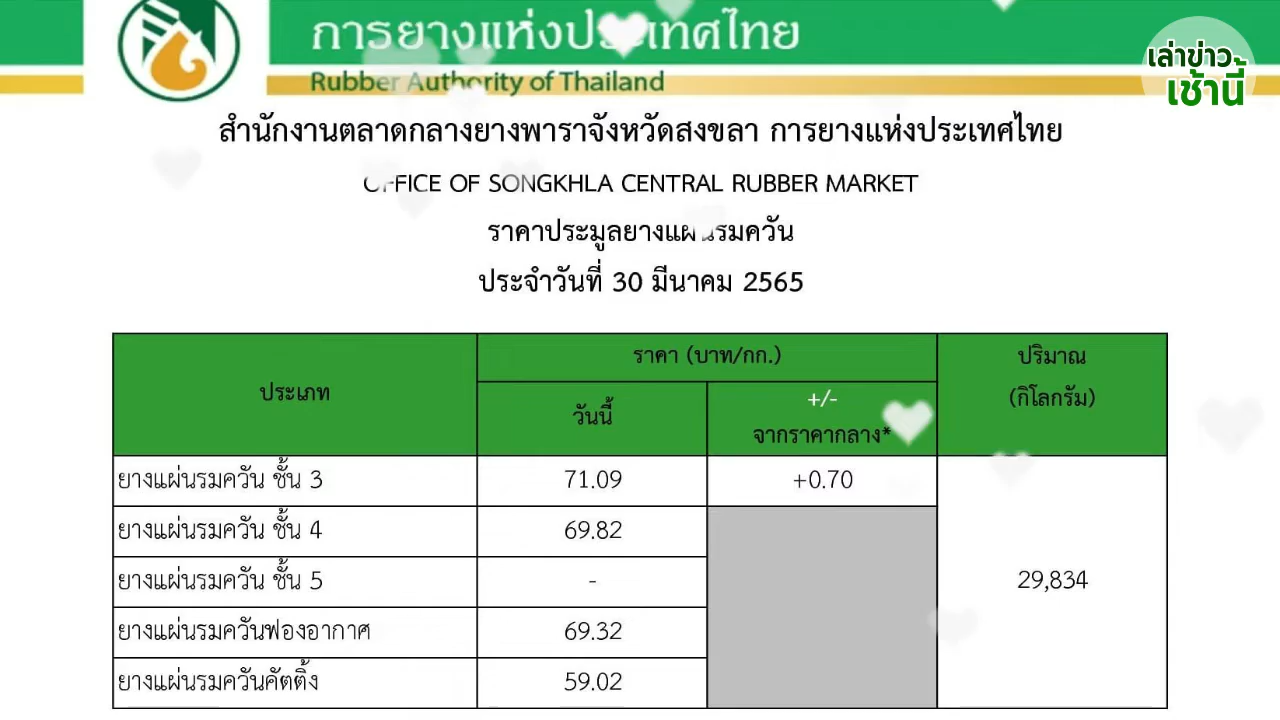 การยางแห่งประเทศไทย
Rubber Authority of Thailand
เล่าข่าว
เช้านี้
สำนักงานตลาดกลางยางพาราจังหวัดสงขลา การยางแห่งประเทศไทย
OFFICE OF SONGKHLA CENTRAL RUBBER MARKET
ราคาประมูลยางแผ่นรมควัน
ประจำวันที่ 30 มีนาคม 2565
ประเภท
ราคา (บาท/กก.)
วันนี้
+/-
จากราคากลาง*
ปริมาณ
(กิโลกรัม)
ยางแผ่นรมควัน ชั้น 3 71.09 +0.70
ยางแผ่นรมควัน ชั้น 4 69.82
ยางแผ่นรมควัน ชั้น 5 - 29,834
ยางแผ่นรมควันฟองอากาศ 69.32
ยางแผ่นรมควันคัตติ้ง 59.02